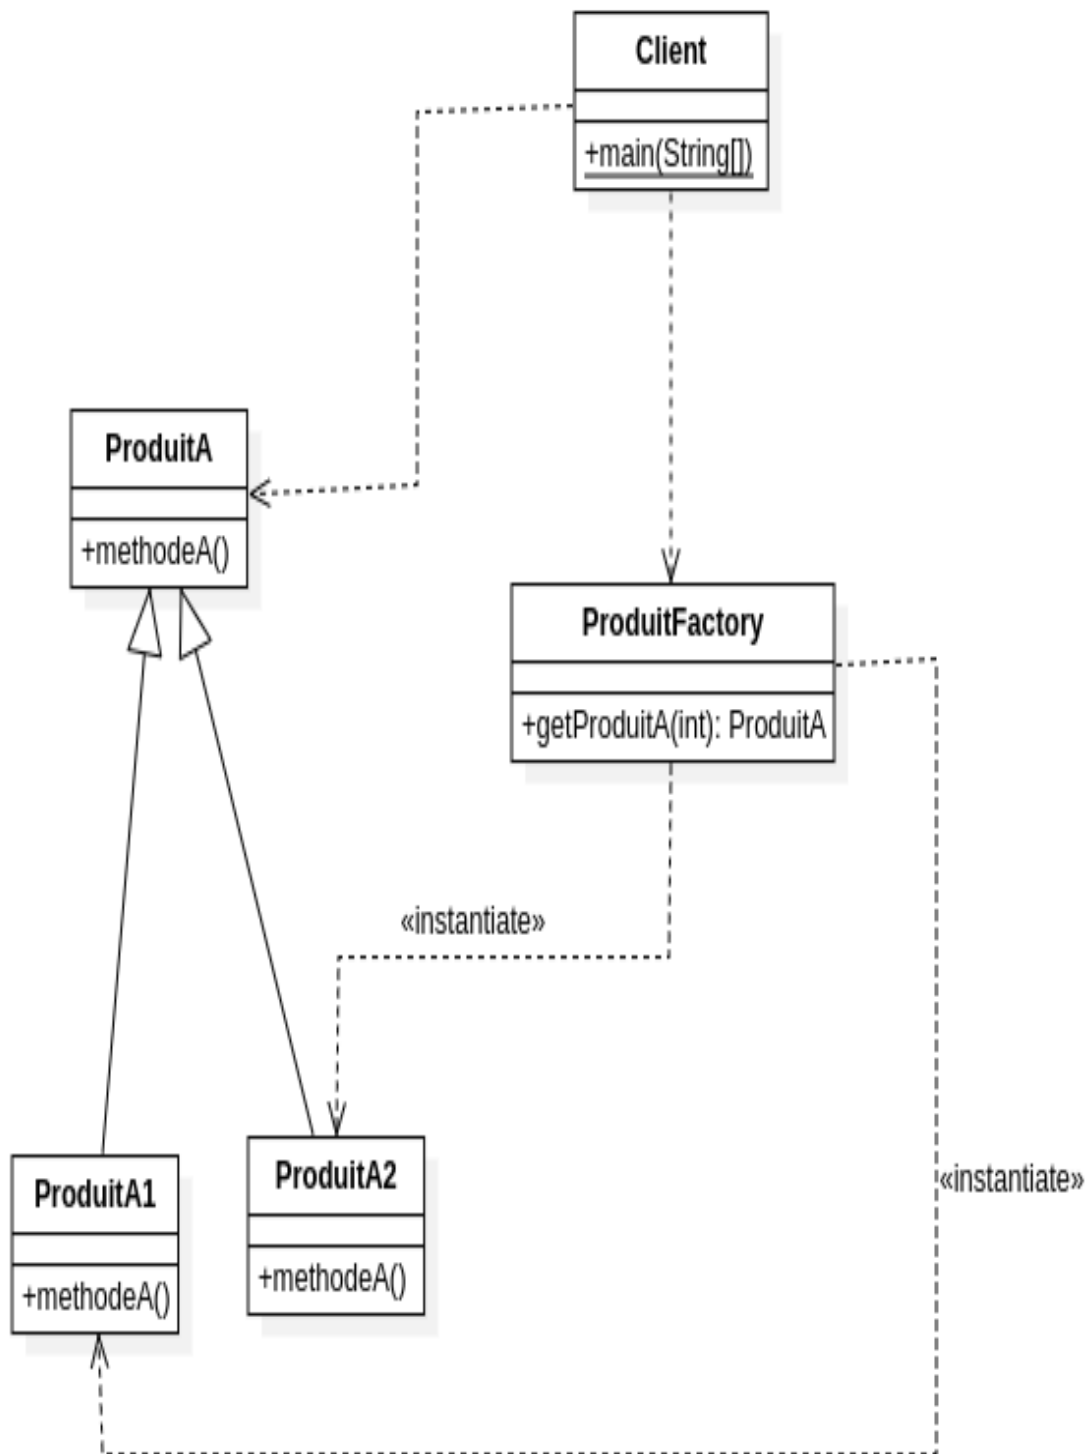 Client
+main(String[])
ProduitA
+methodeA()
ProduitFactory
+getProduitA(int): ProduitA
«instantiate»
ProduitA1
+methodeA()
ProduitA2
+methodeA()
«instantiate»